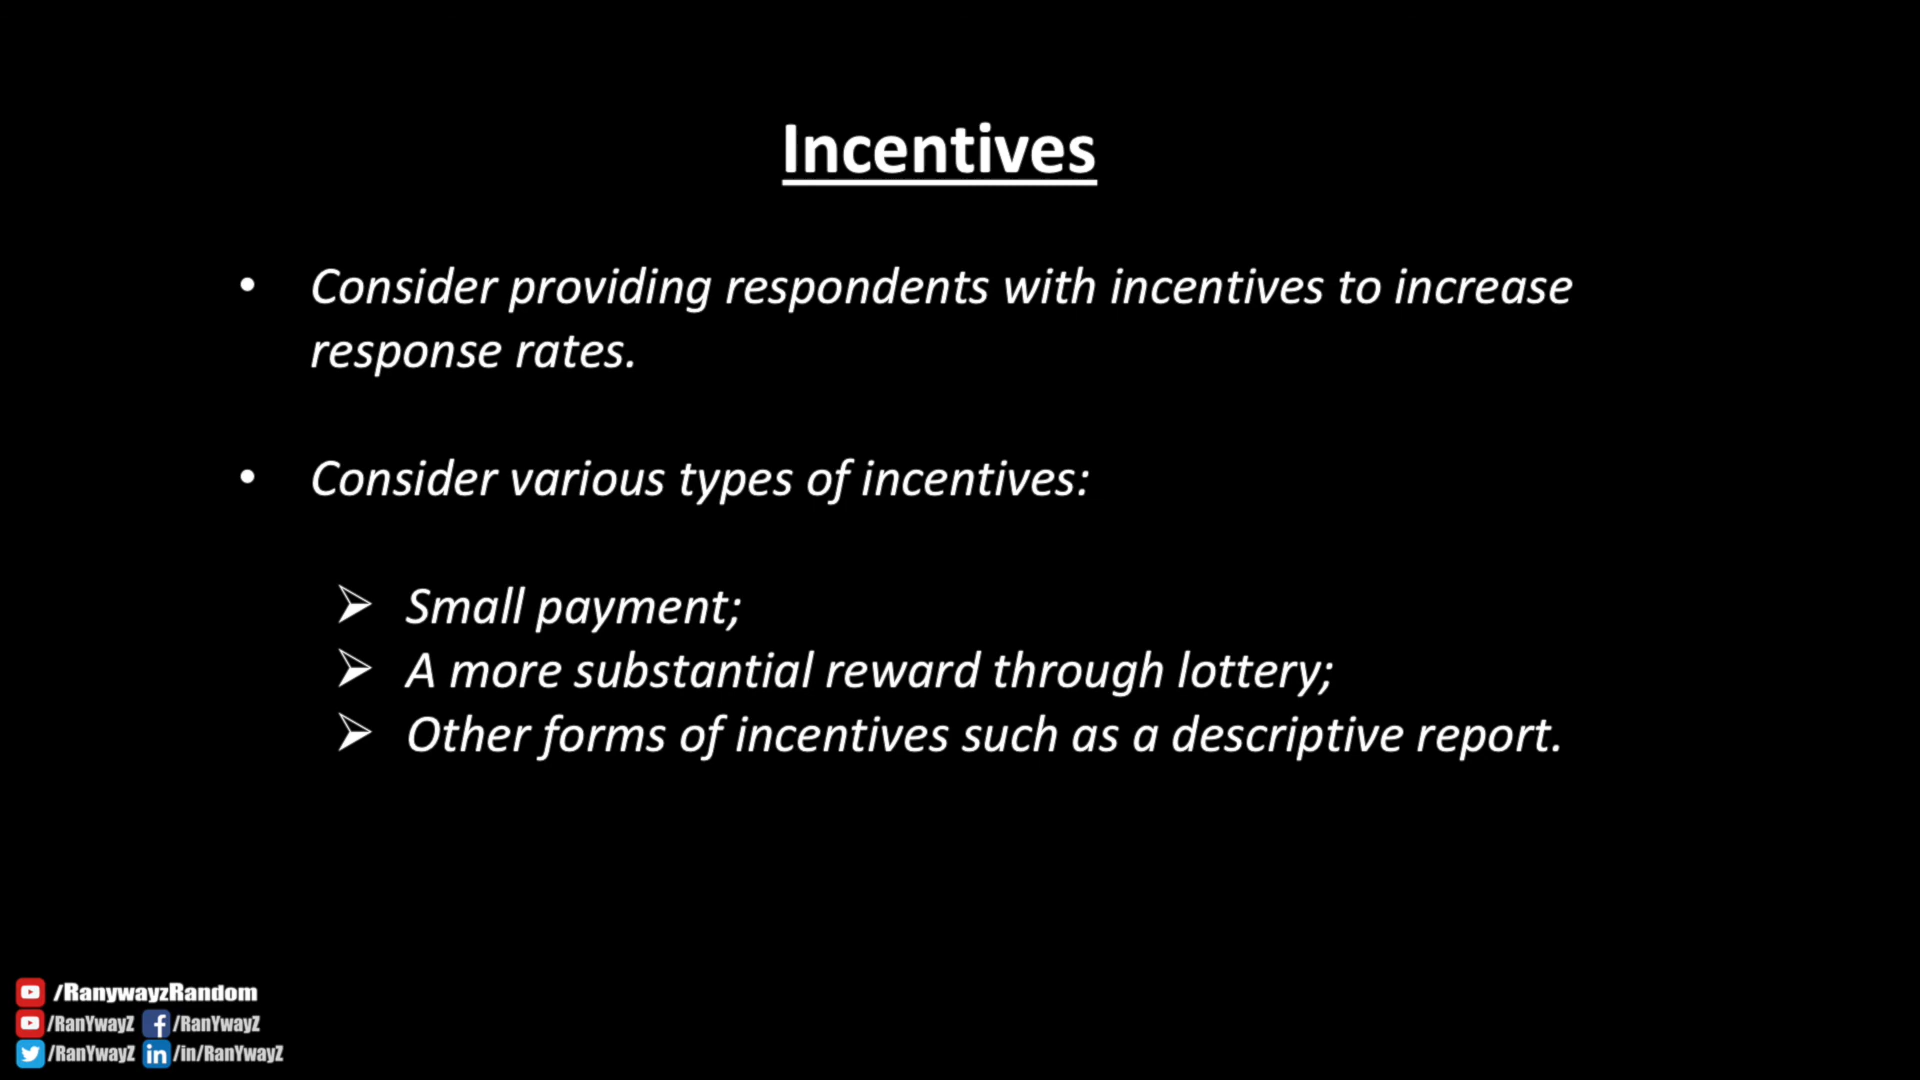 Incentives
• Consider providing respondents with incentives to increase
response rates.
• Consider various types of incentives:
➢ Small payment;
➢ A more substantial reward through lottery;
➢ Other forms of incentives such as a descriptive report.
/RanywayzRandom
/RanYwayZ /RanYwayZ
/RanYwayZ /in/RanYwayZ